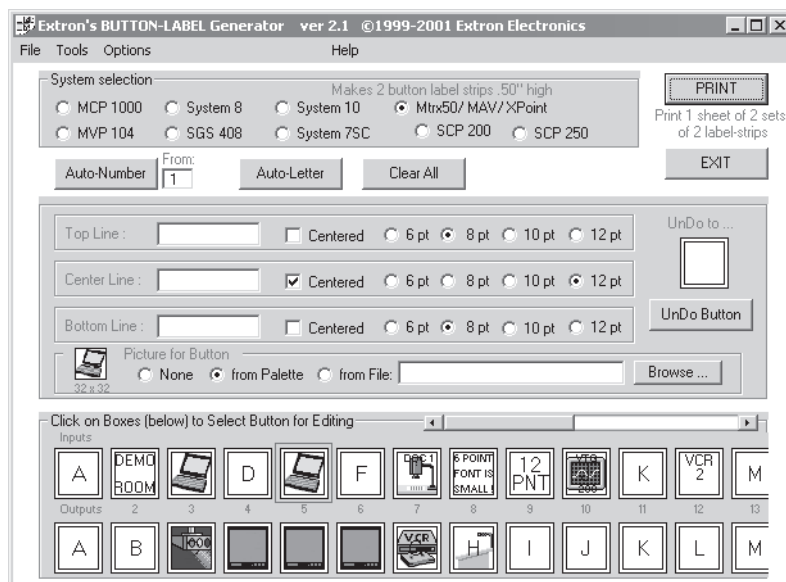 Extron's BUTTON-LABEL Generator ver 2.1 ©1999-2001 Extron Electronics
File Tools Options Help
System selection
Makes 2 button label strips .50" high
MCP 1000 System 8 System 10 Mtrx50/ MAV/ XPoint
MVP 104 SGS 408 System 7SC SCP 200 SCP 250
PRINT
Print 1 sheet of 2 sets
of 2 label-strips
EXIT
Auto-Number From: 1 Auto-Letter Clear All
Top Line : Centered 6 pt 8 pt 10 pt 12 pt
Center Line : Centered 6 pt 8 pt 10 pt 12 pt
Bottom Line : Centered 6 pt 8 pt 10 pt 12 pt
UnDo to ...
UnDo Button
Picture for Button
32 x 32 None from Palette from File: Browse ...
Click on Boxes (below) to Select Button for Editing
Inputs
A DEMO ROOM D F DOC 1 6 POINT FONT IS SMALL ! 12 PNT VTG 200 K VCR 2 M
Outputs 2 3 4 5 6 7 8 9 10 11 12 13
A B VCR H I J K L M